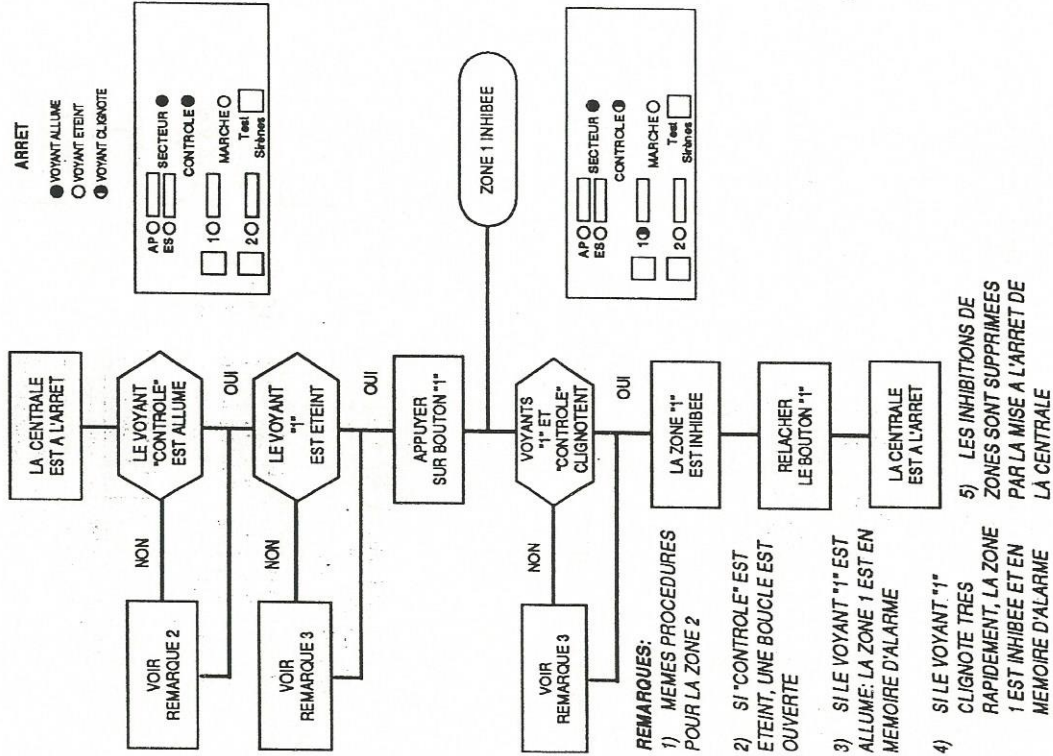 ARRET
● VOYANT ALLUME
○ VOYANT ETEINT
◐ VOYANT CLIGNOTE
LA CENTRALE
EST A L'ARRET
AP
ES
SECTEUR
CONTROLE
1
MARCHE
2
Test
Sirènes
LE VOYANT
"CONTROLE"
EST ALLUME
NON
OUI
VOIR
REMARQUE 2
LE VOYANT
"1"
EST ETEINT
NON
OUI
VOIR
REMARQUE 3
APPUYER
SUR BOUTON "1"
ZONE 1 INHIBEE
VOYANTS
"1" ET
"CONTROLE"
CLIGNOTENT
NON
OUI
VOIR
REMARQUE 3
AP
ES
SECTEUR
CONTROLE
1
MARCHE
2
Test
Sirènes
LA ZONE "1"
EST INHIBEE
RELACHER
LE BOUTON "1"
LA CENTRALE
EST A L'ARET
REMARQUES:
1) MEMES PROCEDURES
POUR LA ZONE 2
2) SI "CONTROLE" EST
ETEINT, UNE BOUCLE EST
OUVERTE
3) SI LE VOYANT "1" EST
ALLUME: LA ZONE 1 EST EN
MEMOIRE D'ALARME
4) SI LE VOYANT "1"
CLIGNOTE TRES
RAPIDEMENT, LA ZONE
1 EST INHIBEE ET EN
MEMOIRE D'ALARME
5) LES INHIBITIONS DE
ZONES SONT SUPPRIMEES
PAR LA MISE A L'ARRET DE
LA CENTRALE